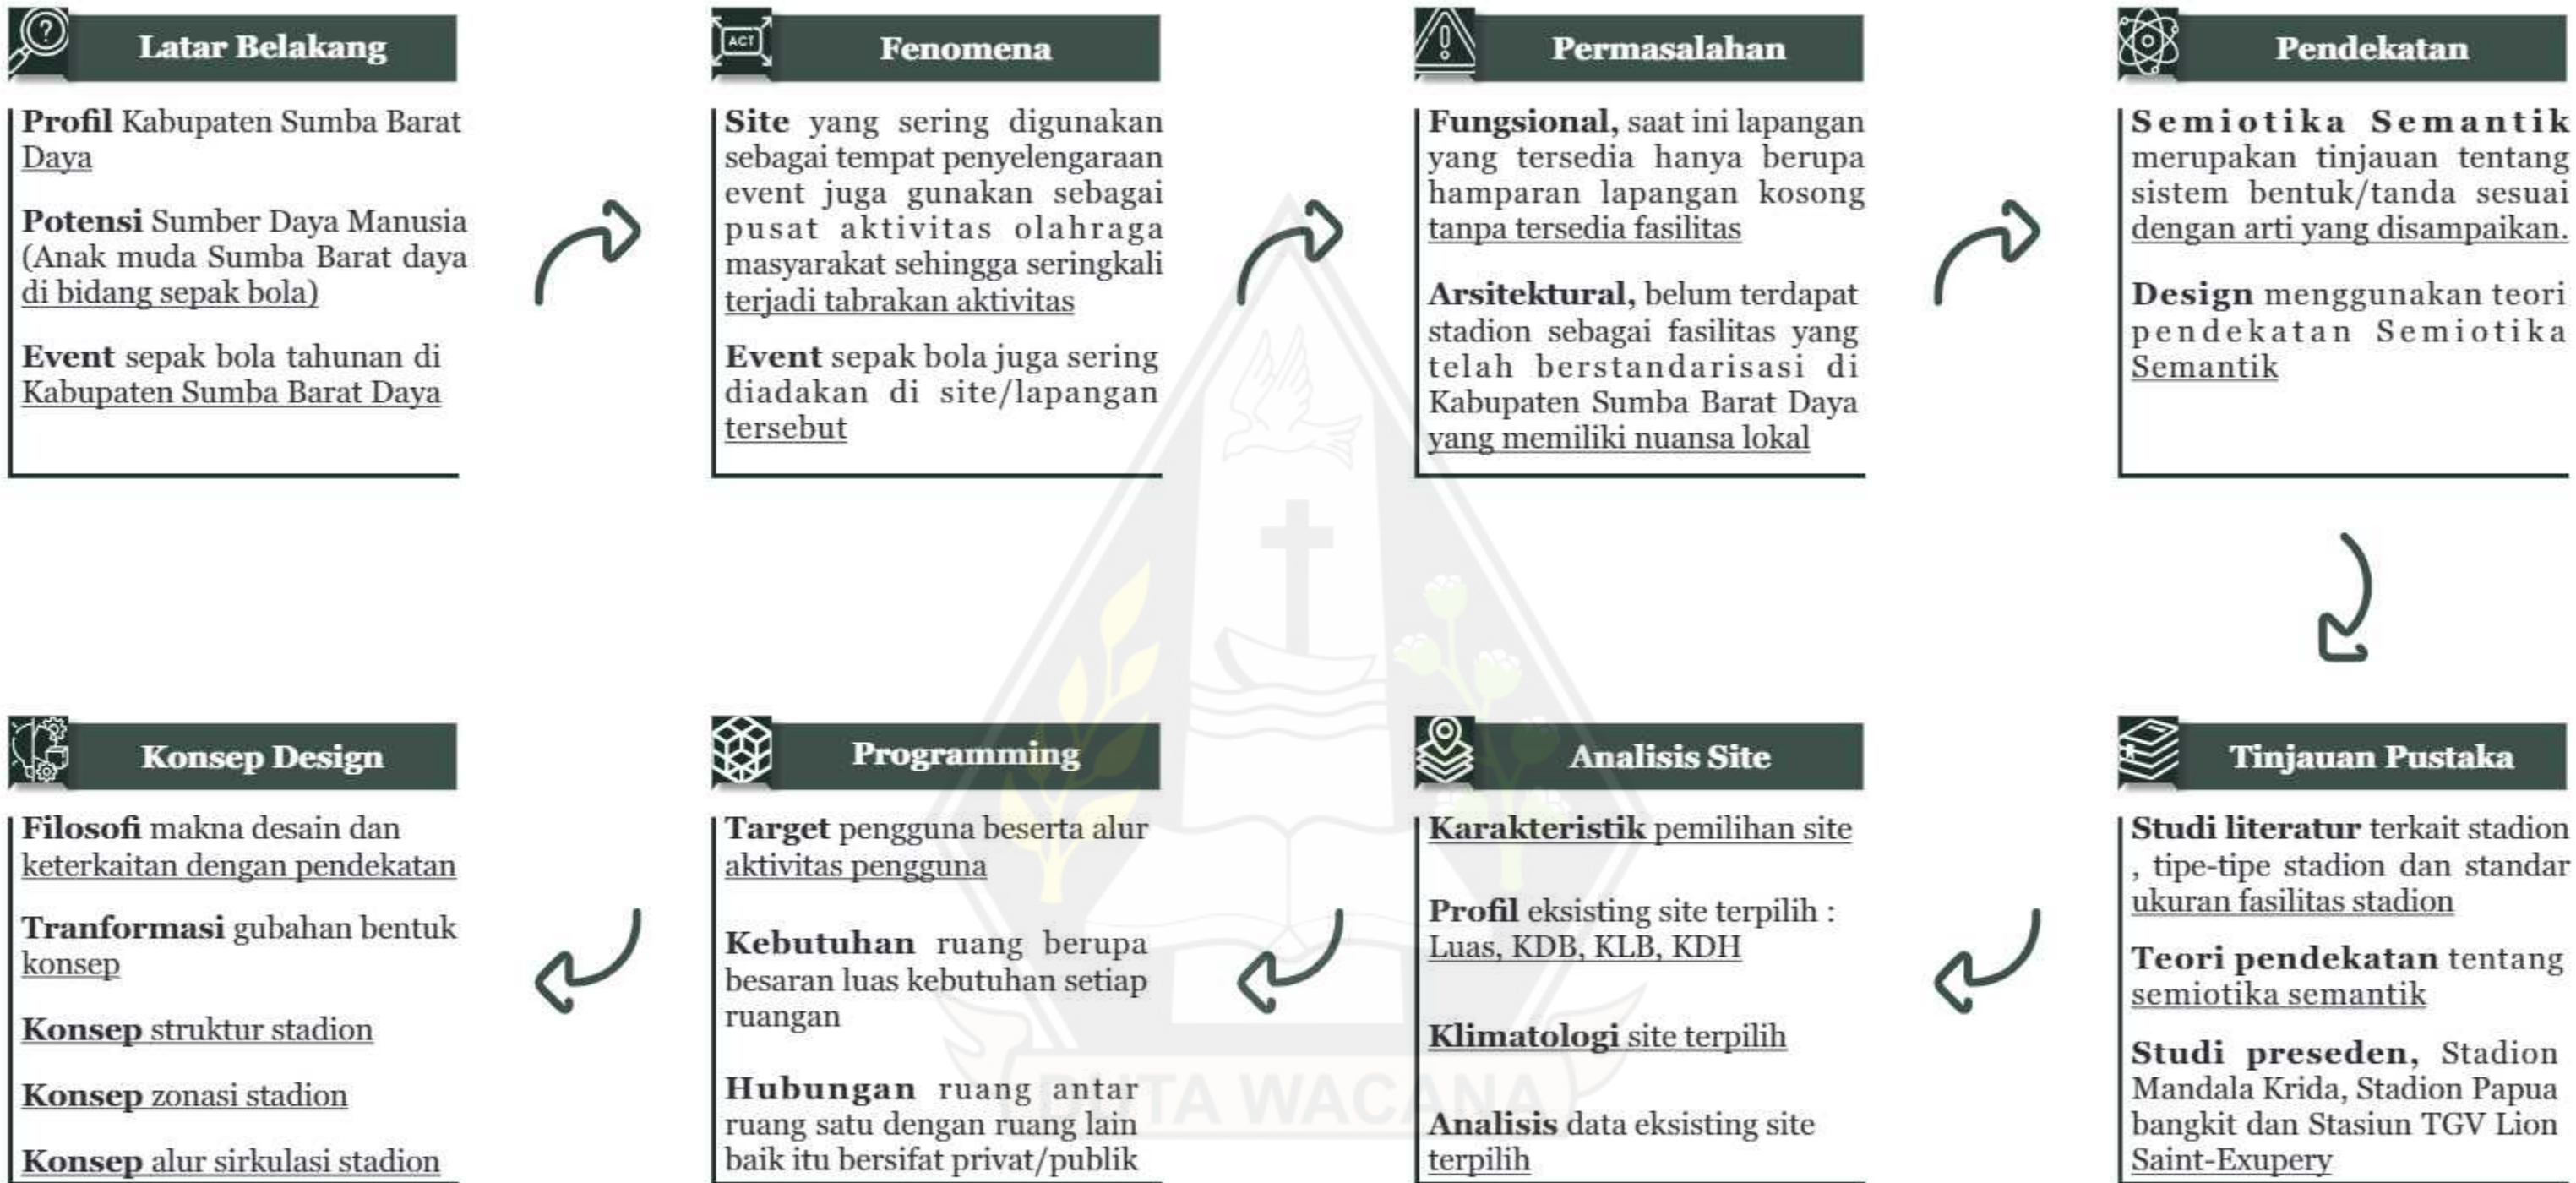 Latar Belakang
Profil Kabupaten Sumba Barat
Daya
Potensi Sumber Daya Manusia
(Anak muda Sumba Barat daya
di bidang sepak bola)
Event sepak bola tahunan di
Kabupaten Sumba Barat Daya
ACT
Fenomena
Site yang sering digunakan
sebagai tempat penyelengaraan
event juga gunakan sebagai
pusat aktivitas olahraga
masyarakat sehingga seringkali
terjadi tabrakan aktivitas
Event sepak bola juga sering
diadakan di site/lapangan
tersebut
Permasalahan
Fungsional, saat ini lapangan
yang tersedia hanya berupa
hamparan lapangan kosong
tanpa tersedia fasilitas
Arsitektural, belum terdapat
stadion sebagai fasilitas yang
telah berstandarisasi di
Kabupaten Sumba Barat Daya
yang memiliki nuansa lokal
Pendekatan
Semiotika Semantik
merupakan tinjauan tentang
sistem bentuk/tanda sesuai
dengan arti yang disampaikan.
Design menggunakan teori
pendekatan Semiotika
Semantik
Tinjauan Pustaka
Studi literatur terkait stadion
, tipe-tipe stadion dan standar
ukuran fasilitas stadion
Teori pendekatan tentang
semiotika semantik
Studi preseden, Stadion
Mandala Krida, Stadion Papua
bangkit dan Stasiun TGV Lion
Saint-Exupery
Analisis Site
Karakteristik pemilihan site
Profil eksisting site terpilih :
Luas, KDB, KLB, KDH
Klimatologi site terpilih
Analisis data eksisting site
terpilih
Programming
Target pengguna beserta alur
aktivitas pengguna
Kebutuhan ruang berupa
besaran luas kebutuhan setiap
ruangan
Hubungan ruang antar
ruang satu dengan ruang lain
baik itu bersifat privat/publik
Konsep Design
Filosofi makna desain dan
keterkaitan dengan pendekatan
Tranformasi gubahan bentuk
konsep
Konsep struktur stadion
Konsep zonasi stadion
Konsep alur sirkulasi stadion
DUTA WACANA